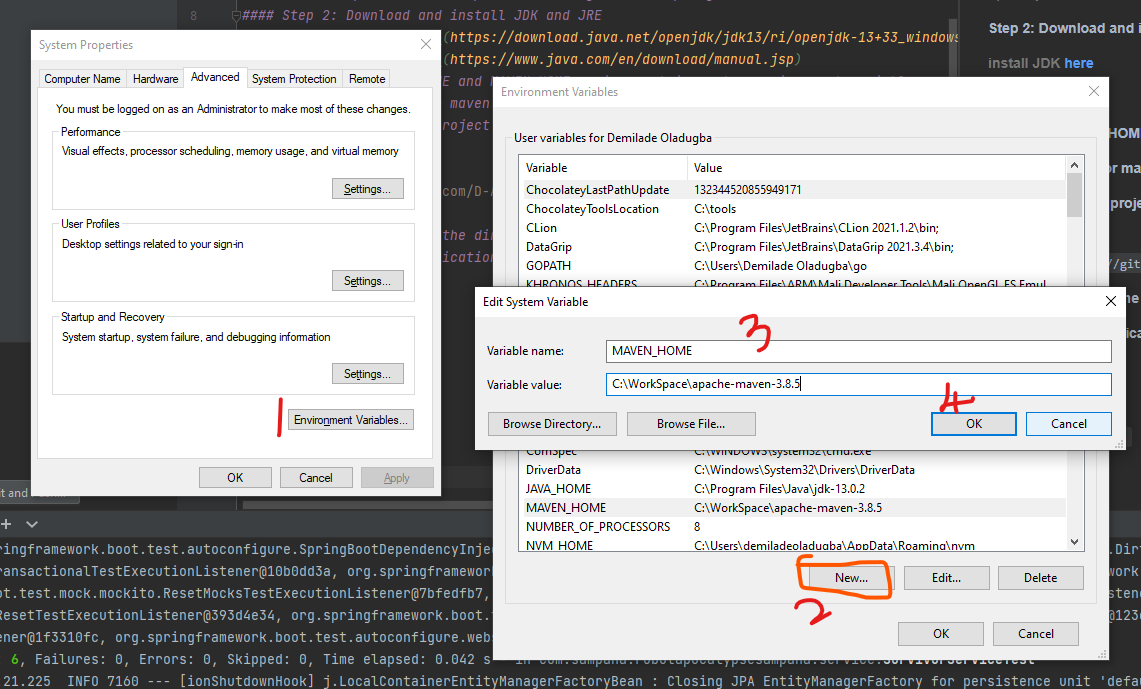 8
#### Step 2: Download and install JDK and JRE
(https://download.java.net/openjdk/jdk13/ri/openjdk-13+33_windows
(https://www.java.com/en/download/manual.jsp)
Step 2: Download and i
install JDK here
System Properties
Computer Name
Hardware
Advanced
System Protection
Remote
You must be logged on as an Administrator to make most of these changes.
Performance
Visual effects, processor scheduling, memory usage, and virtual memory
Settings...
User Profiles
Desktop settings related to your sign-in
Settings...
Startup and Recovery
System startup, system failure, and debugging information
Settings...
1
Environment Variables...
OK
Cancel
Apply
E and
maven
roject
com/D-
the di
ication
Environment Variables
User variables for Demilade Oladugba
Variable Value
ChocolateyLastPathUpdate 132344520855949171
ChocolateyToolsLocation C:\tools
CLion C:\Program Files\JetBrains\CLion 2021.1.2\bin;
DataGrip C:\Program Files\JetBrains\DataGrip 2021.3.4\bin;
GOPATH C:\Users\Demilade Oladugba\go
KHRONOS_HEADERS C:\Program Files\ARM\Mali Developer Tools\Mali OpenGL ES Emul
HOM
or ma
proje
//git
Edit System Variable
3
Variable name: MAVEN_HOME
Variable value: C:\WorkSpace\apache-maven-3.8.5
4
Browse Directory...
Browse File...
OK
Cancel
ComSpec C:\WINDOWS\system32\cmd.exe
DriverData C:\Windows\System32\Drivers\DriverData
JAVA_HOME C:\Program Files\Java\jdk-13.0.2
MAVEN_HOME C:\WorkSpace\apache-maven-3.8.5
NUMBER_OF_PROCESSORS 8
NVM_HOME C:\Users\demiladeoladugba\AppData\Roaming\nvm
New...
Edit...
Delete
2
OK
Cancel
ringframework.boot.test.autoconfigure.SpringBootDependencyInje
ransactionalTestExecutionListener@10b0dd3a, org.springframework
ot.test.mock.mockito.ResetMocksTestExecutionListener@7bfedfb7,
ResetTestExecutionListener@393d4e34, org.springframework.boot.
ener@1f3310fc, org.springframework.boot.test.autoconfigure.web
6, Failures: 0, Errors: 0, Skipped: 0, Time elapsed: 0.042 s
21.225 INFO 7160 --- [ionShutdownHook] j.LocalContainerEntityManagerFactoryBean : Closing JPA EntityManagerFactory for persistence unit 'defa